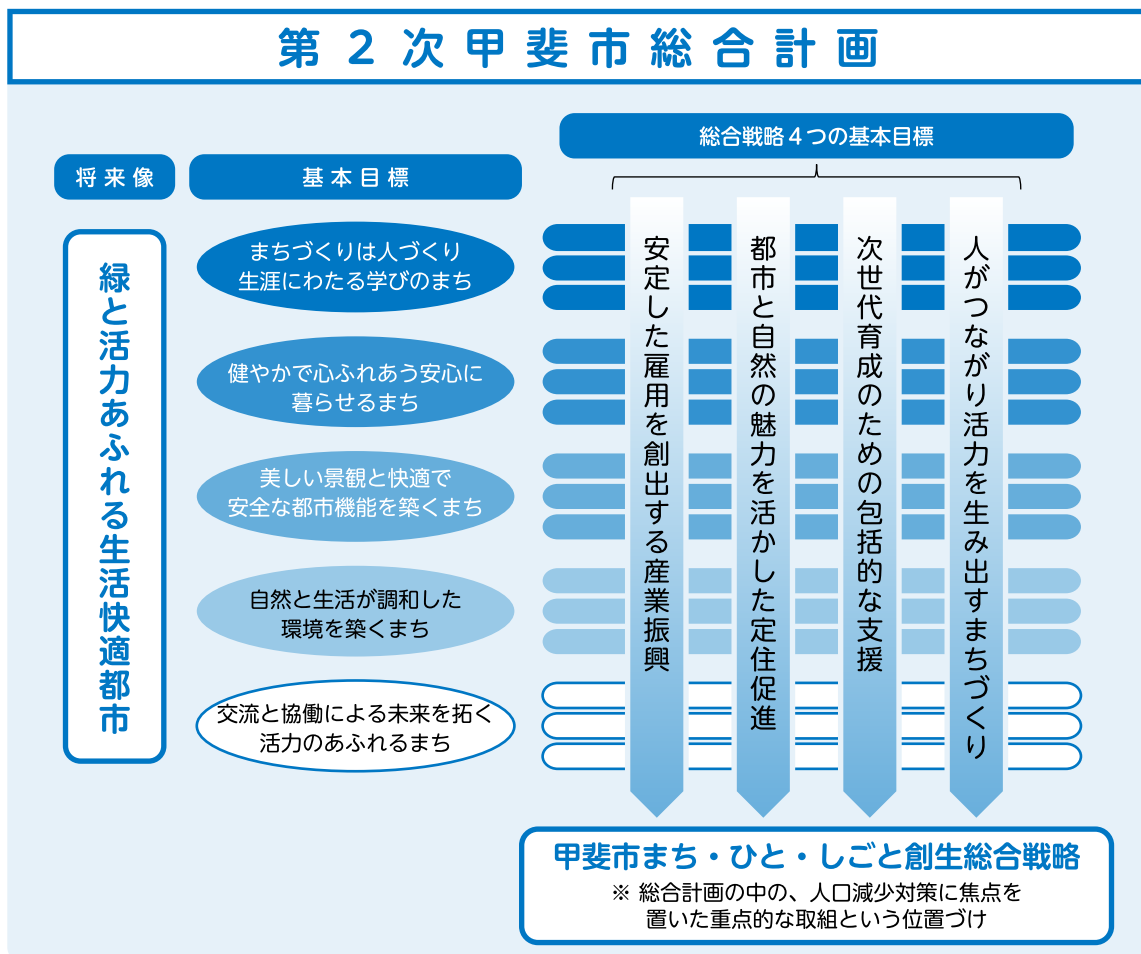 第２次甲斐市総合計画
総合戦略４つの基本目標
将来像
基本目標
緑と活力あふれる生活快適都市
まちづくりは人づくり
生涯にわたる学びのまち
健やかで心ふれあう安心に
暮らせるまち
美しい景観と快適で
安全な都市機能を築くまち
自然と生活が調和した
環境を築くまち
交流と協働による未来を拓く
活力のあふれるまち
安定した雇用を創出する産業振興
都市と自然の魅力を活かした定住促進
次世代育成のための包括的な支援
人がつながり活力を生み出すまちづくり
甲斐市まち・ひと・しごと創生総合戦略
※ 総合計画の中の、人口減少対策に焦点を
置いた重点的な取組という位置づけ